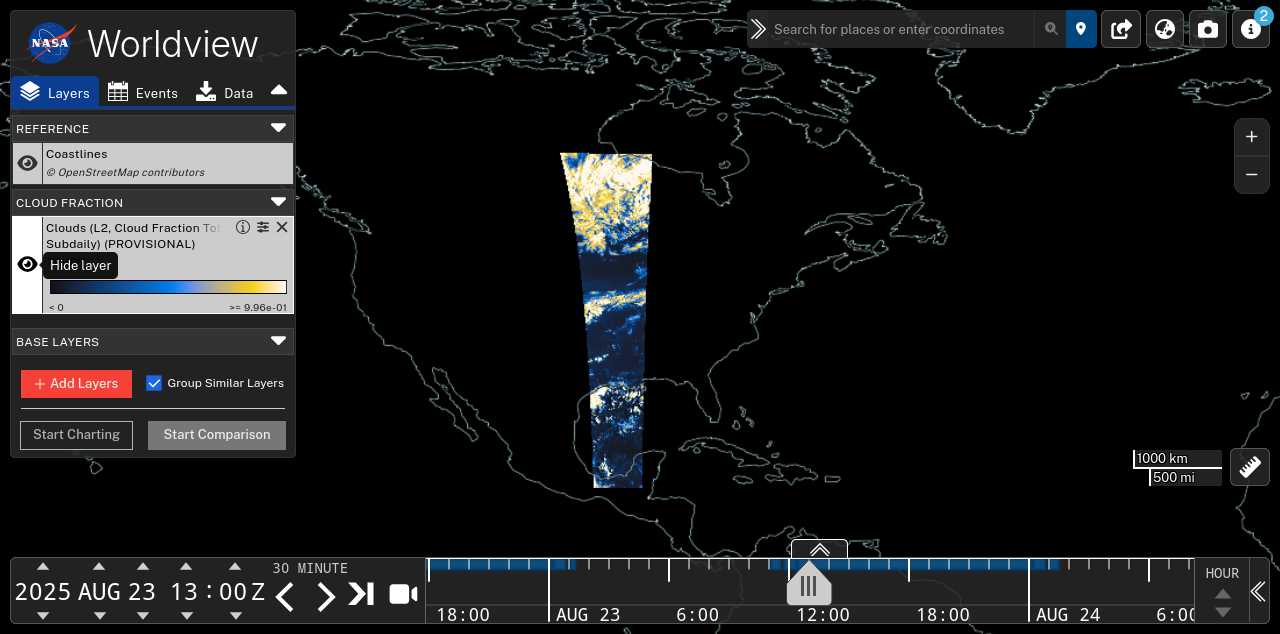 NASA
Worldview
Layers
Events
Data
REFERENCE
Coastlines
© OpenStreetMap contributors
CLOUD FRACTION
Clouds (L2, Cloud Fraction Tot
Subdaily) (PROVISIONAL)
Hide layer
< 0
>= 9.96e-01
BASE LAYERS
+ Add Layers
Group Similar Layers
Start Charting
Start Comparison
Search for places or enter coordinates
2
+
−
1000 km
500 mi
2025 AUG 23 13 : 00 Z
30 MINUTE
18:00
AUG 23
6:00
12:00
18:00
AUG 24
6:00
HOUR